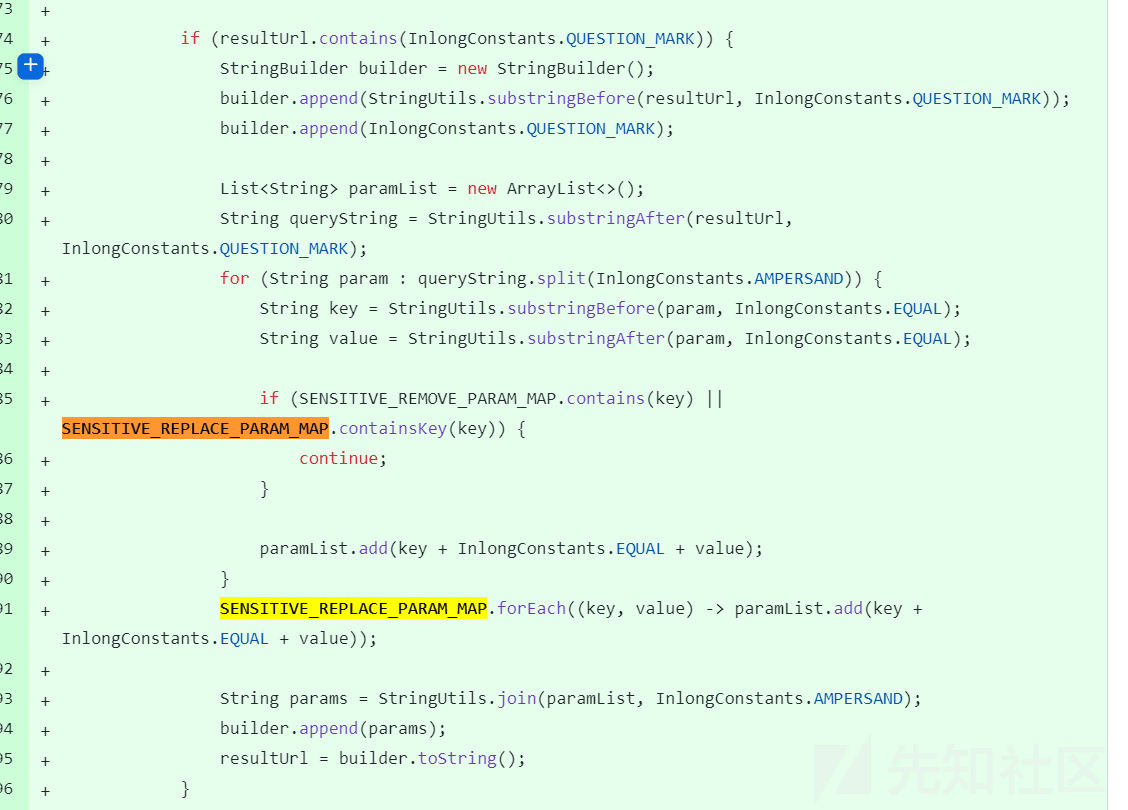 73 +
74 + if (resultUrl.contains(InlongConstants.QUESTION_MARK)) {
75 + StringBuilder builder = new StringBuilder();
76 + builder.append(StringUtils.substringBefore(resultUrl, InlongConstants.QUESTION_MARK));
77 + builder.append(InlongConstants.QUESTION_MARK);
78 +
79 + List<String> paramList = new ArrayList<>();
80 + String queryString = StringUtils.substringAfter(resultUrl,
InlongConstants.QUESTION_MARK);
81 + for (String param : queryString.split(InlongConstants.AMPERSAND)) {
82 + String key = StringUtils.substringBefore(param, InlongConstants.EQUAL);
83 + String value = StringUtils.substringAfter(param, InlongConstants.EQUAL);
84 +
85 + if (SENSITIVE_REMOVE_PARAM_MAP.contains(key) ||
SENSITIVE_REPLACE_PARAM_MAP.containsKey(key)) {
86 + continue;
87 + }
88 +
89 + paramList.add(key + InlongConstants.EQUAL + value);
90 + }
91 + SENSITIVE_REPLACE_PARAM_MAP.forEach((key, value) -> paramList.add(key +
InlongConstants.EQUAL + value));
92 +
93 + String params = StringUtils.join(paramList, InlongConstants.AMPERSAND);
94 + builder.append(params);
95 + resultUrl = builder.toString();
96 + }
先知社区